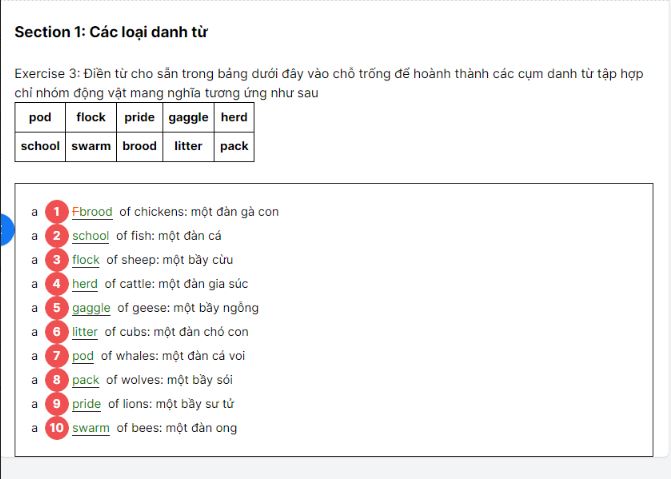 Section 1: Các loại danh từ
Exercise 3: Điền từ cho sẵn trong bảng dưới đây vào chỗ trống để hoành thành các cụm danh từ tập hợp
chỉ nhóm động vật mang nghĩa tương ứng như sau
pod flock pride gaggle herd
school swarm brood litter pack
a 1 Fbrood of chickens: một đàn gà con
a 2 school of fish: một đàn cá
a 3 flock of sheep: một bầy cừu
a 4 herd of cattle: một đàn gia súc
a 5 gaggle of geese: một bầy ngỗng
a 6 litter of cubs: một đàn chó con
a 7 pod of whales: một đàn cá voi
a 8 pack of wolves: một bầy sói
a 9 pride of lions: một bầy sư tử
a 10 swarm of bees: một đàn ong